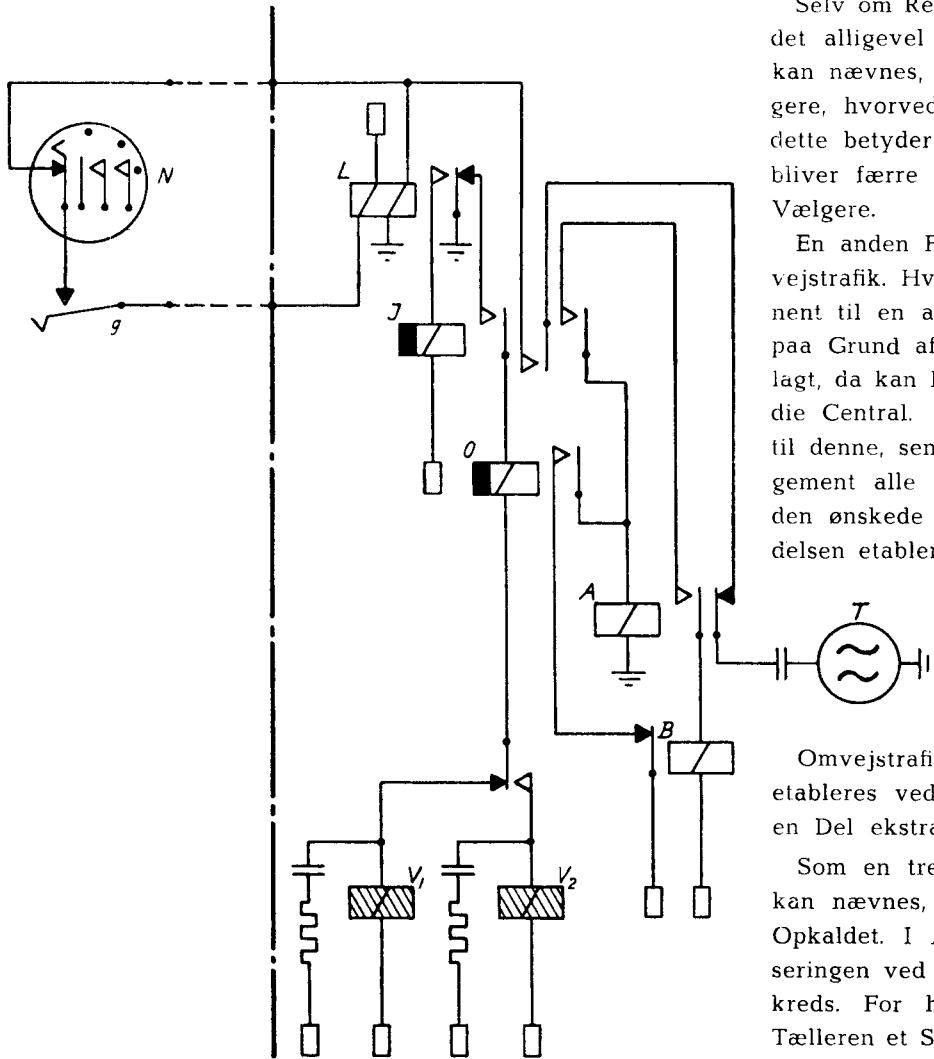 Selv om Re
det alligevel
kan nævnes,
gere, hvorved
dette betyder
bliver færre
Vælgere.
En anden F
vejstrafik. Hv
nent til en a
paa Grund af
lagt, da kan
die Central.
til denne, sen
gement alle
den ønskede
delsen etabler
N
L
g
J
O
A
T
B
Omvejstrafi
etableres ved
en Del ekstra
V₁
V₂
Som en tre
kan nævnes,
Opkaldet. I
seringen ved
kreds. For h
Tælleren et S